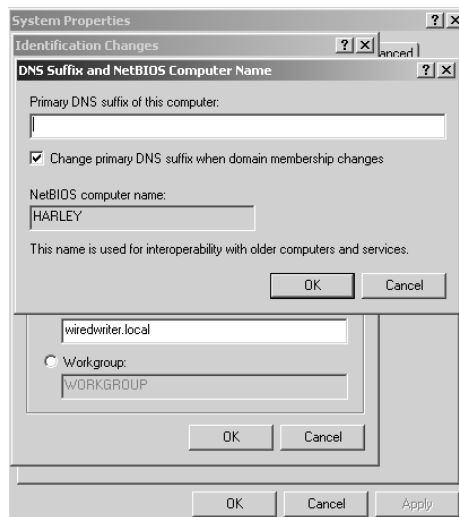 System Properties
Identification Changes
anced
DNS Suffix and NetBIOS Computer Name
Primary DNS suffix of this computer:
Change primary DNS suffix when domain membership changes
NetBIOS computer name:
HARLEY
This name is used for interoperability with older computers and services.
OK Cancel
wiredwriter.local
Workgroup:
WORKGROUP
OK Cancel
OK Cancel Apply